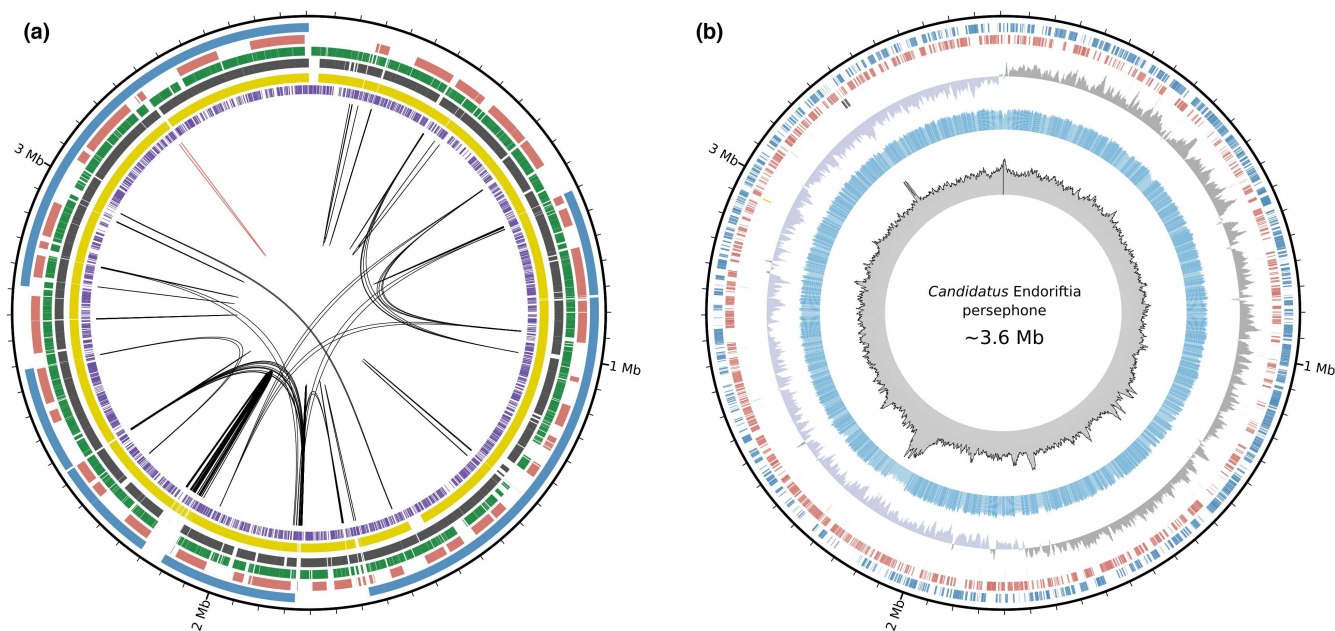 (a)
3 Mb
1 Mb
2 Mb
(b)
3 Mb
Candidatus Endoriftia
persephone
~3.6 Mb
1 Mb
2 Mb